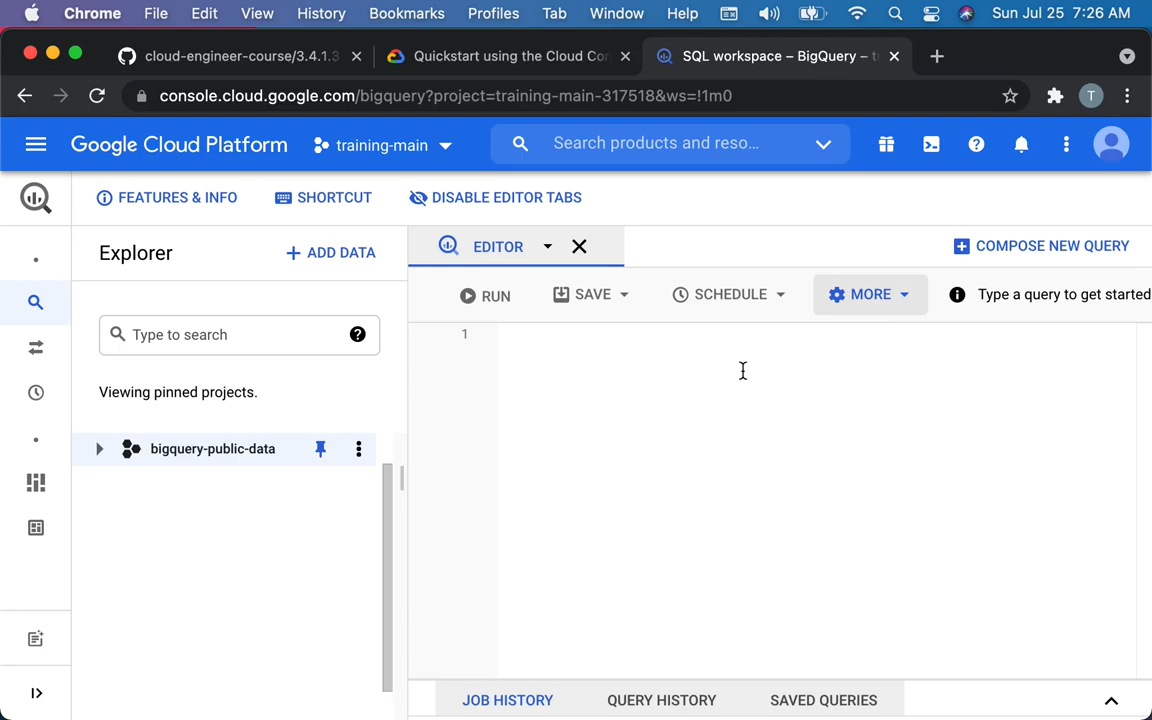 Chrome File Edit View History Bookmarks Profiles Tab Window Help Sun Jul 25 7:26 AM
cloud-engineer-course/3.4.1.3 Quickstart using the Cloud Con SQL workspace – BigQuery – t
console.cloud.google.com/bigquery?project=training-main-317518&ws=!1m0 T
Google Cloud Platform training-main Search products and reso...
FEATURES & INFO SHORTCUT DISABLE EDITOR TABS
Explorer + ADD DATA EDITOR COMPOSE NEW QUERY
RUN SAVE SCHEDULE MORE Type a query to get started
Type to search 1
Viewing pinned projects.
bigquery-public-data
JOB HISTORY QUERY HISTORY SAVED QUERIES